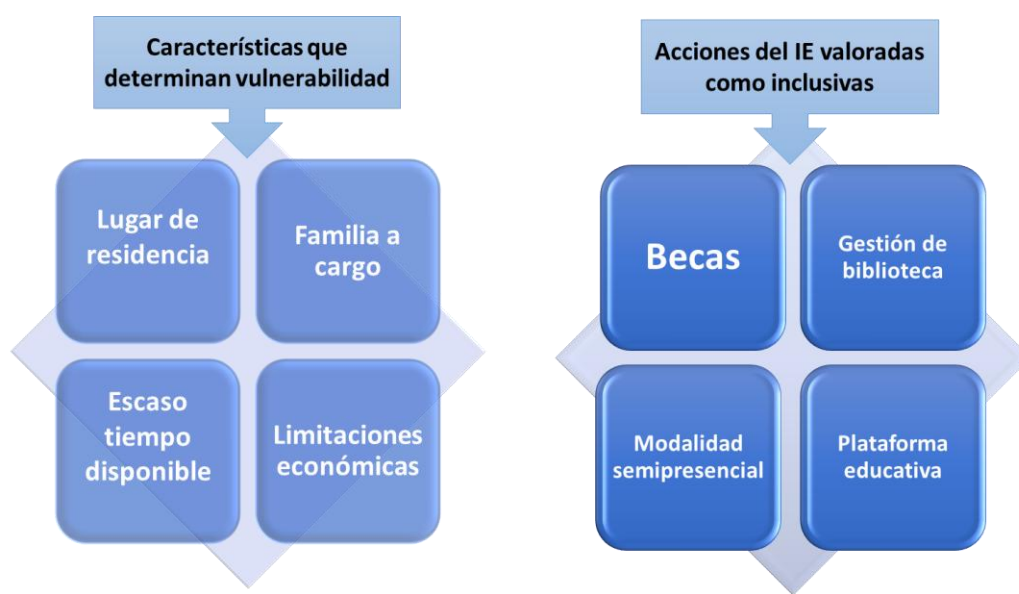 Características que
determinan vulnerabilidad
Lugar de
residencia
Familia a
cargo
Escaso
tiempo
disponible
Limitaciones
económicas
Acciones del IE valoradas
como inclusivas
Becas
Gestión de
biblioteca
Modalidad
semipresencial
Plataforma
educativa